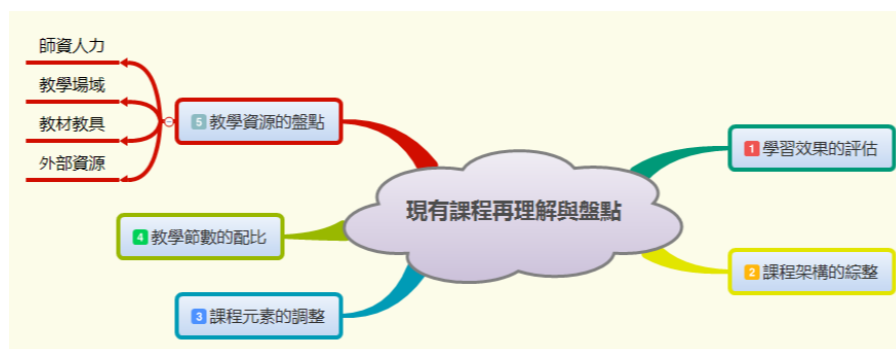 現有課程再理解與盤點
1 學習效果的評估
2 課程架構的綜整
3 課程元素的調整
4 教學節數的配比
5 教學資源的盤點
師資人力
教學場域
教材教具
外部資源